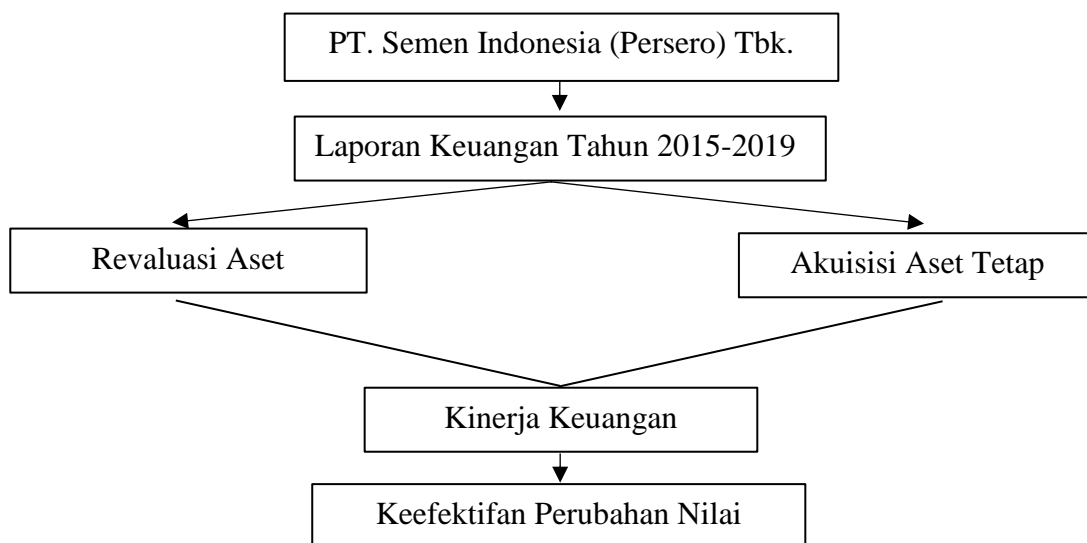 PT. Semen Indonesia (Persero) Tbk.
Laporan Keuangan Tahun 2015-2019
Revaluasi Aset
Akuisisi Aset Tetap
Kinerja Keuangan
Keefektifan Perubahan Nilai